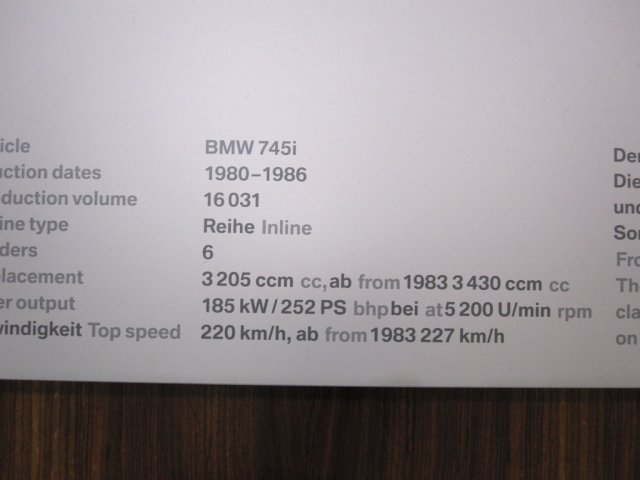 icle BMW 745i
uction dates 1980–1986
duction volume 16 031
ine type Reihe Inline
ders 6
lacement 3 205 ccm cc, ab from 1983 3 430 ccm cc
er output 185 kW / 252 PS bhp bei at 5 200 U/min rpm
windigkeit Top speed 220 km/h, ab from 1983 227 km/h
Der
Die
und
Sor
Fro
Th
cla
on